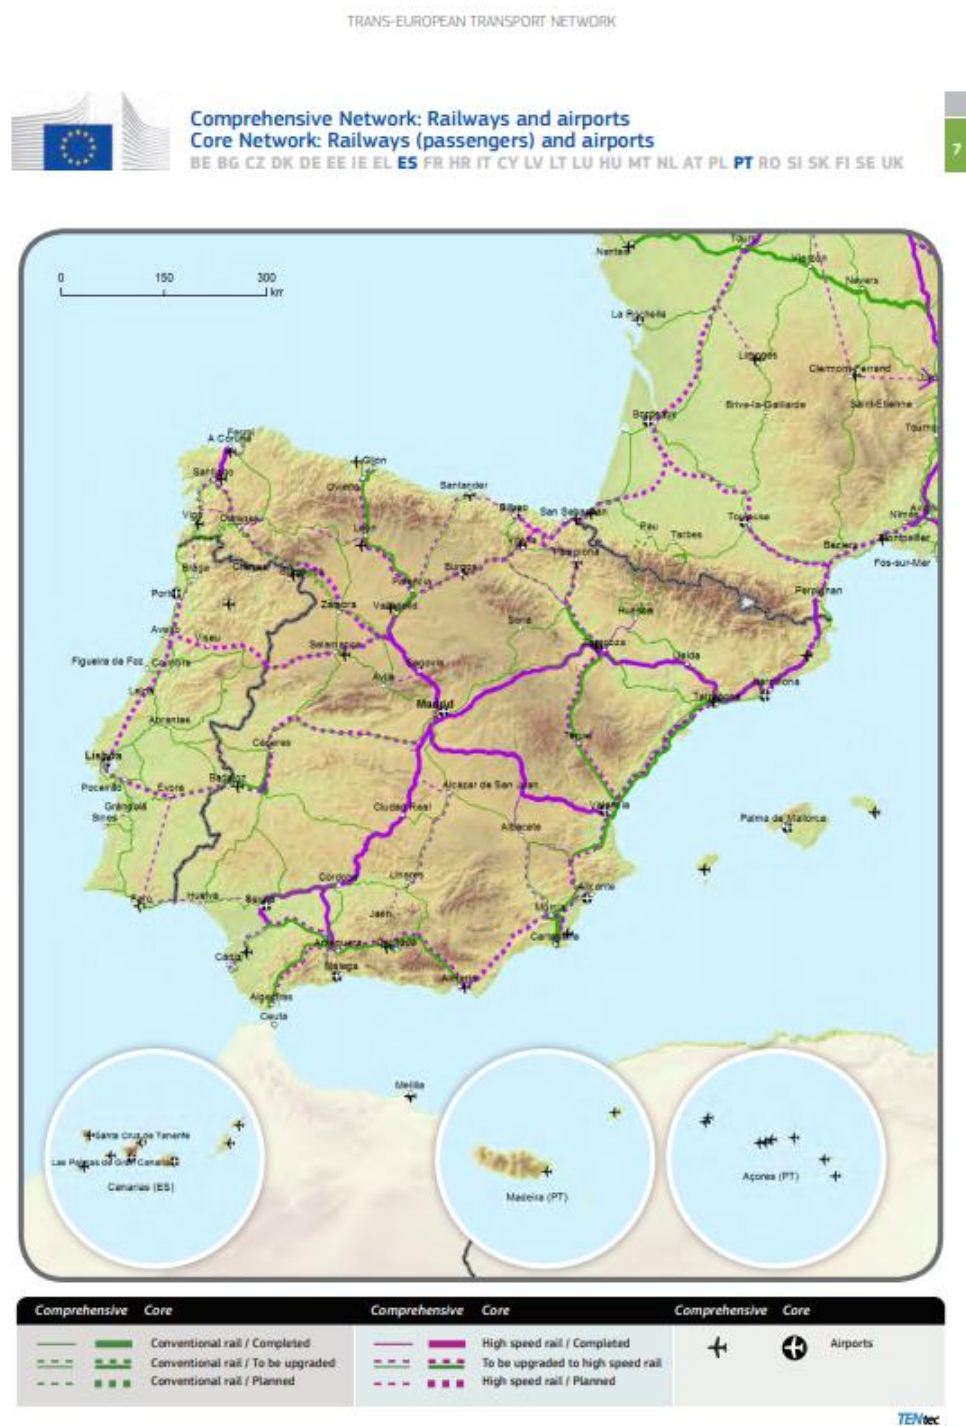 TRANS-EUROPEAN TRANSPORT NETWORK
Comprehensive Network: Railways and airports
Core Network: Railways (passengers) and airports
BE BG CZ DK DE EE IE EL ES FR HR IT CY LV LT LU HU MT NL AT PL PT RO SI SK FI SE UK
7
0 150 300
km
Nantes
Tours
Vierzon
Nevers
La Rochelle
Limoges
Clermont-Ferrand
Brive-la-Gaillarde
Saint-Etienne
Bordeaux
Ferrol
A Coruña
Gijon
Santiago
Oviedo
Santander
Bilbao
San Sebastian
Toulouse
Vigo
Ourense
León
Pau
Tarbes
Beziers
Montpellier
Pamplona
Fos-sur-Mer
Braga
Burgos
Palencia
Perpignan
Porto
Zamora
Valladolid
Huesca
Soria
Aveiro
Viseu
Salamanca
Zaragoza
Lleida
Figueira de Foz
Coimbra
Segovia
Avila
Barcelona
Leiria
Madrid
Tarragona
Abrantes
Teruel
Lisboa
Cáceres
Badajoz
Poceirão
Évora
Alcázar de San Juan
Grândola
Ciudad Real
Valencia
Sines
Albacete
Palma de Mallorca
Córdoba
Linares
Alicante
Faro
Huelva
Sevilla
Murcia
Jaén
Cartagena
Antequera
Granada
Cádiz
Málaga
Almería
Algeciras
Ceuta
Melilla
Santa Cruz de Tenerife
Las Palmas de Gran Canaria
Canarias (ES)
Madeira (PT)
Açores (PT)
Comprehensive Core Comprehensive Core Comprehensive Core
Conventional rail / Completed High speed rail / Completed Airports
Conventional rail / To be upgraded To be upgraded to high speed rail
Conventional rail / Planned High speed rail / Planned
TENtec